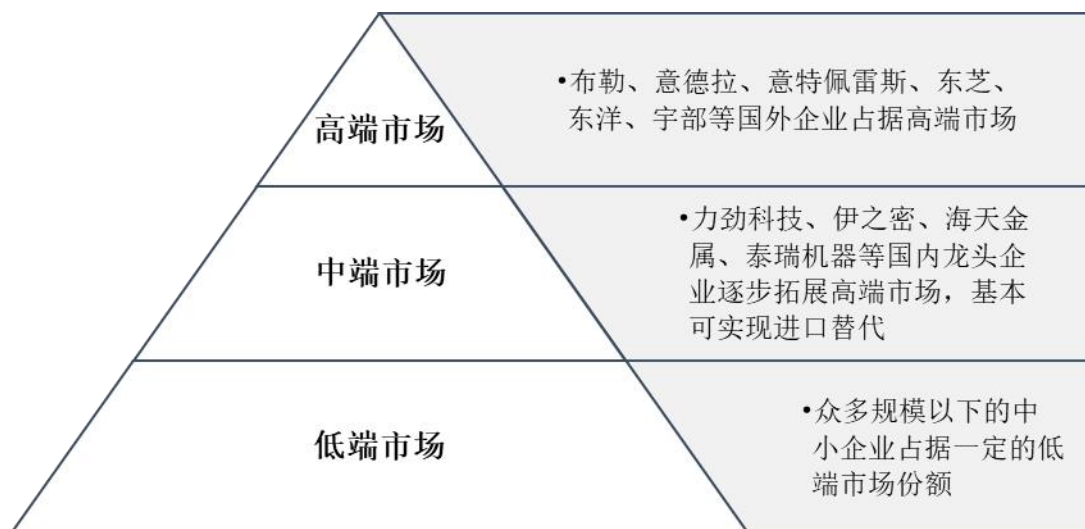 高端市场
•布勒、意德拉、意特佩雷斯、东芝、
东洋、宇部等国外企业占据高端市场
中端市场
•力劲科技、伊之密、海天金
属、泰瑞机器等国内龙头企
业逐步拓展高端市场，基本
可实现进口替代
低端市场
•众多规模以下的中
小企业占据一定的低
端市场份额